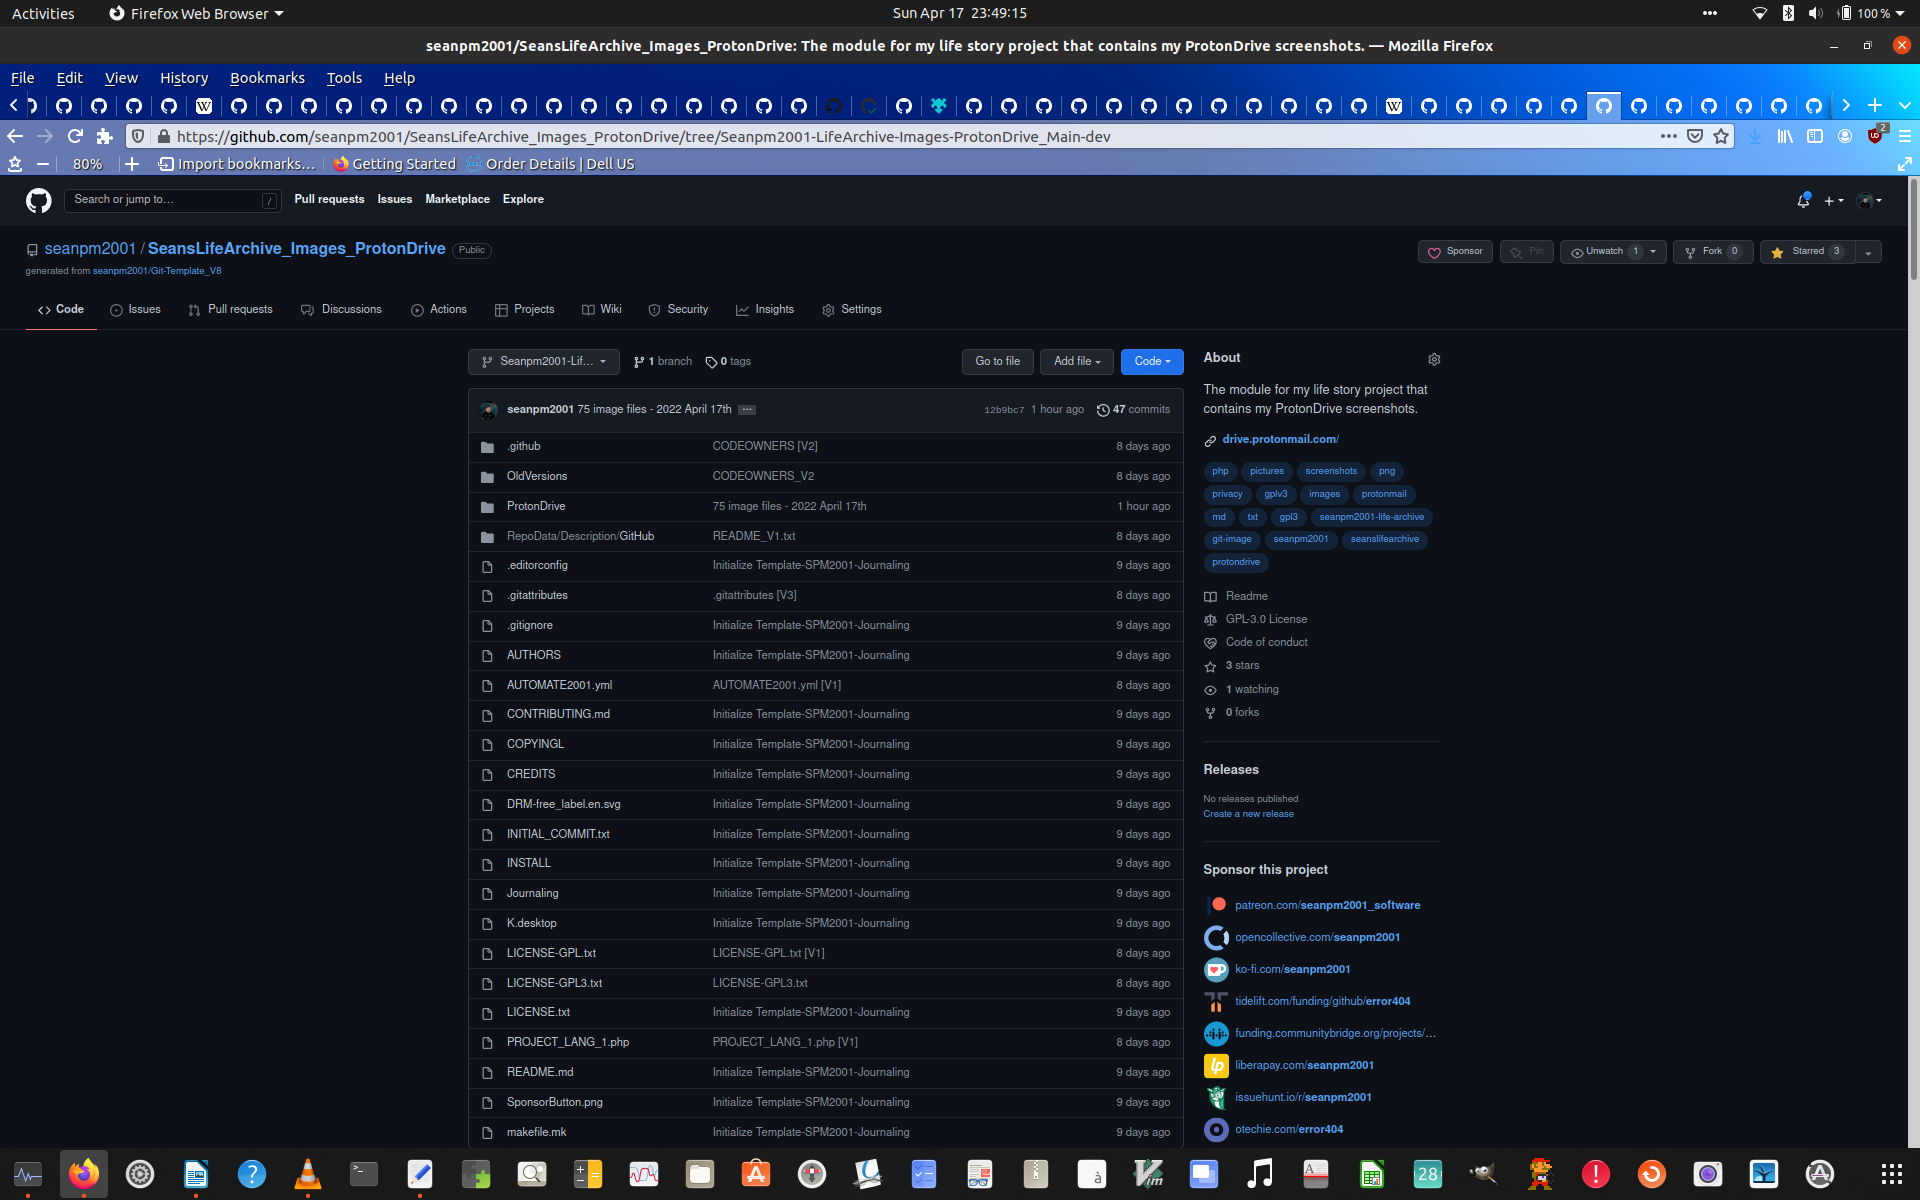 Activities Firefox Web Browser Sun Apr 17 23:49:15 100 %
seanpm2001/SeansLifeArchive_Images_ProtonDrive: The module for my life story project that contains my ProtonDrive screenshots. — Mozilla Firefox
File Edit View History Bookmarks Tools Help
https://github.com/seanpm2001/SeansLifeArchive_Images_ProtonDrive/tree/Seanpm2001-LifeArchive-Images-ProtonDrive_Main-dev 2
80% Import bookmarks... Getting Started Order Details | Dell US
Search or jump to... / Pull requests Issues Marketplace Explore
seanpm2001 / SeansLifeArchive_Images_ProtonDrive Public
Sponsor Pin Unwatch 1 Fork 0 Starred 3
generated from seanpm2001/Git-Template_V8
Code Issues Pull requests Discussions Actions Projects Wiki Security Insights Settings
Seanpm2001-Lif... 1 branch 0 tags Go to file Add file Code
seanpm2001 75 image files - 2022 April 17th 12b9bc7 1 hour ago 47 commits
.github CODEOWNERS [V2] 8 days ago
OldVersions CODEOWNERS_V2 8 days ago
ProtonDrive 75 image files - 2022 April 17th 1 hour ago
RepoData/Description/GitHub README_V1.txt 8 days ago
.editorconfig Initialize Template-SPM2001-Journaling 9 days ago
.gitattributes .gitattributes [V3] 8 days ago
.gitignore Initialize Template-SPM2001-Journaling 9 days ago
AUTHORS Initialize Template-SPM2001-Journaling 9 days ago
AUTOMATE2001.yml AUTOMATE2001.yml [V1] 8 days ago
CONTRIBUTING.md Initialize Template-SPM2001-Journaling 9 days ago
COPYINGL Initialize Template-SPM2001-Journaling 9 days ago
CREDITS Initialize Template-SPM2001-Journaling 9 days ago
DRM-free_label.en.svg Initialize Template-SPM2001-Journaling 9 days ago
INITIAL_COMMIT.txt Initialize Template-SPM2001-Journaling 9 days ago
INSTALL Initialize Template-SPM2001-Journaling 9 days ago
Journaling Initialize Template-SPM2001-Journaling 9 days ago
K.desktop Initialize Template-SPM2001-Journaling 9 days ago
LICENSE-GPL.txt LICENSE-GPL.txt [V1] 8 days ago
LICENSE-GPL3.txt LICENSE-GPL3.txt 8 days ago
LICENSE.txt Initialize Template-SPM2001-Journaling 9 days ago
PROJECT_LANG_1.php PROJECT_LANG_1.php [V1] 8 days ago
README.md Initialize Template-SPM2001-Journaling 9 days ago
SponsorButton.png Initialize Template-SPM2001-Journaling 9 days ago
makefile.mk Initialize Template-SPM2001-Journaling 9 days ago
About
The module for my life story project that
contains my ProtonDrive screenshots.
drive.protonmail.com/
php pictures screenshots png
privacy gplv3 images protonmail
md txt gpl3 seanpm2001-life-archive
git-image seanpm2001 seanslifearchive
protondrive
Readme
GPL-3.0 License
Code of conduct
3 stars
1 watching
0 forks
Releases
No releases published
Create a new release
Sponsor this project
patreon.com/seanpm2001_software
opencollective.com/seanpm2001
ko-fi.com/seanpm2001
tidelift.com/funding/github/error404
funding.communitybridge.org/projects/...
liberapay.com/seanpm2001
issuehunt.io/r/seanpm2001
otechie.com/error404
28